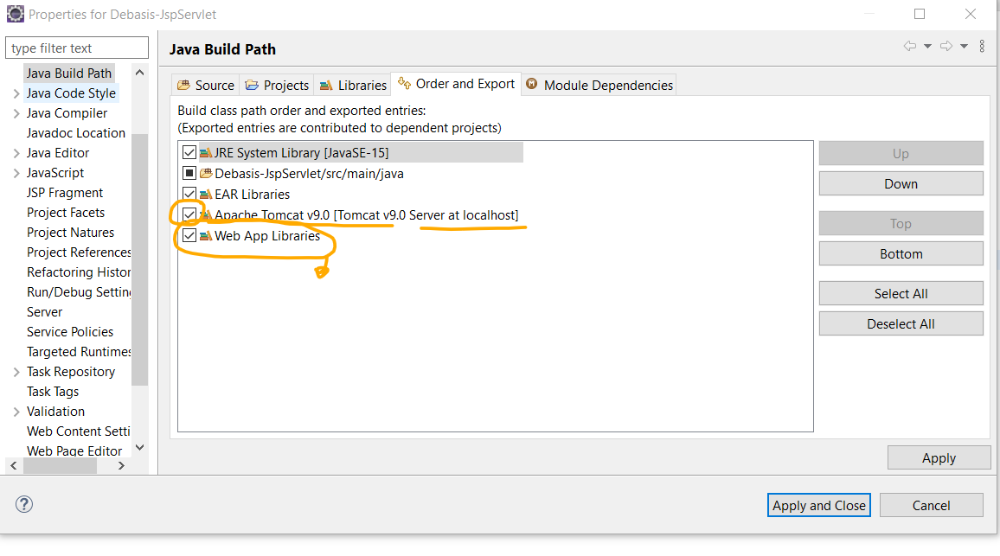 Properties for Debasis-JspServlet
type filter text
Java Build Path
Java Code Style
Java Compiler
Javadoc Location
Java Editor
JavaScript
JSP Fragment
Project Facets
Project Natures
Project References
Refactoring Histor
Run/Debug Setting
Server
Service Policies
Targeted Runtimes
Task Repository
Task Tags
Validation
Web Content Setti
Web Page Editor
Java Build Path
Source Projects Libraries Order and Export Module Dependencies
Build class path order and exported entries:
(Exported entries are contributed to dependent projects)
JRE System Library [JavaSE-15]
Debasis-JspServlet/src/main/java
EAR Libraries
Apache Tomcat v9.0 [Tomcat v9.0 Server at localhost]
Web App Libraries
Up
Down
Top
Bottom
Select All
Deselect All
Apply
Apply and Close Cancel